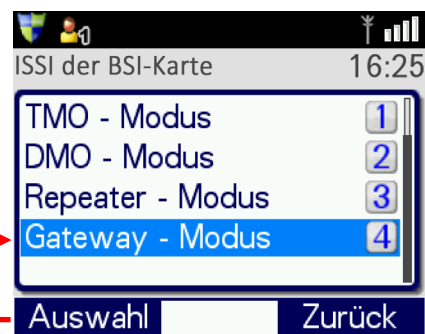 ISSI der BSI-Karte 16:25
TMO - Modus 1
DMO - Modus 2
Repeater - Modus 3
Gateway - Modus 4
Auswahl Zurück